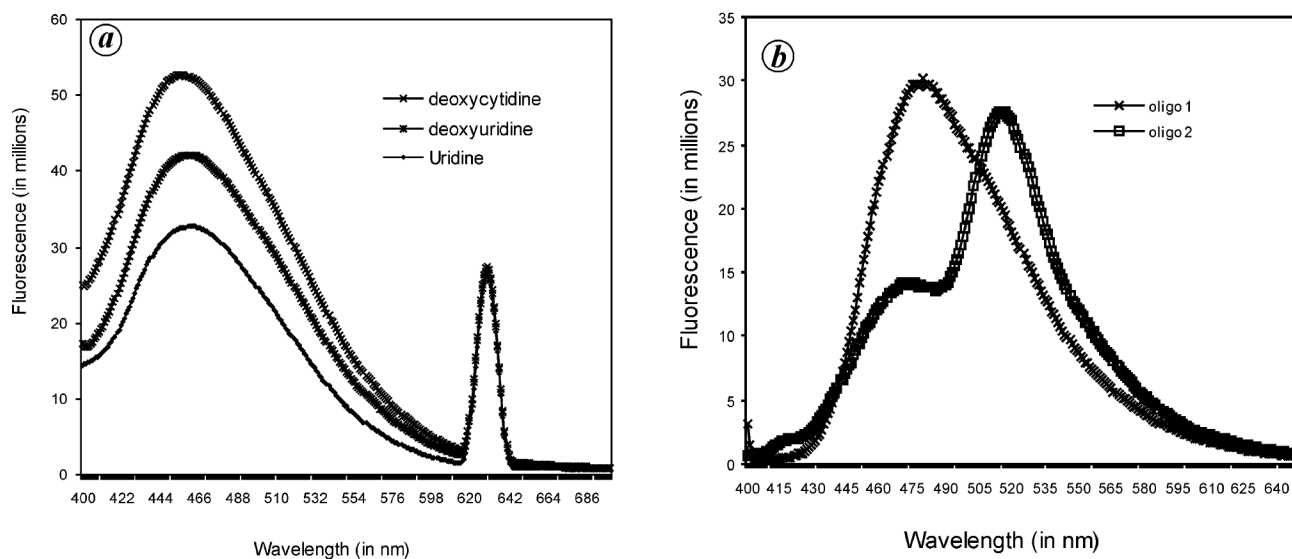 a
60
50
40
30
20
10
0
Fluorescence (in millions)
deoxycytidine
deoxyuridine
Uridine
400 422 444 466 488 510 532 554 576 598 620 642 664 686
Wavelength (in nm)
b
35
30
25
20
15
10
5
0
Fluorescence (in millions)
oligo 1
oligo 2
400 415 430 445 460 475 490 505 520 535 550 565 580 595 610 625 640
Wavelength (in nm)